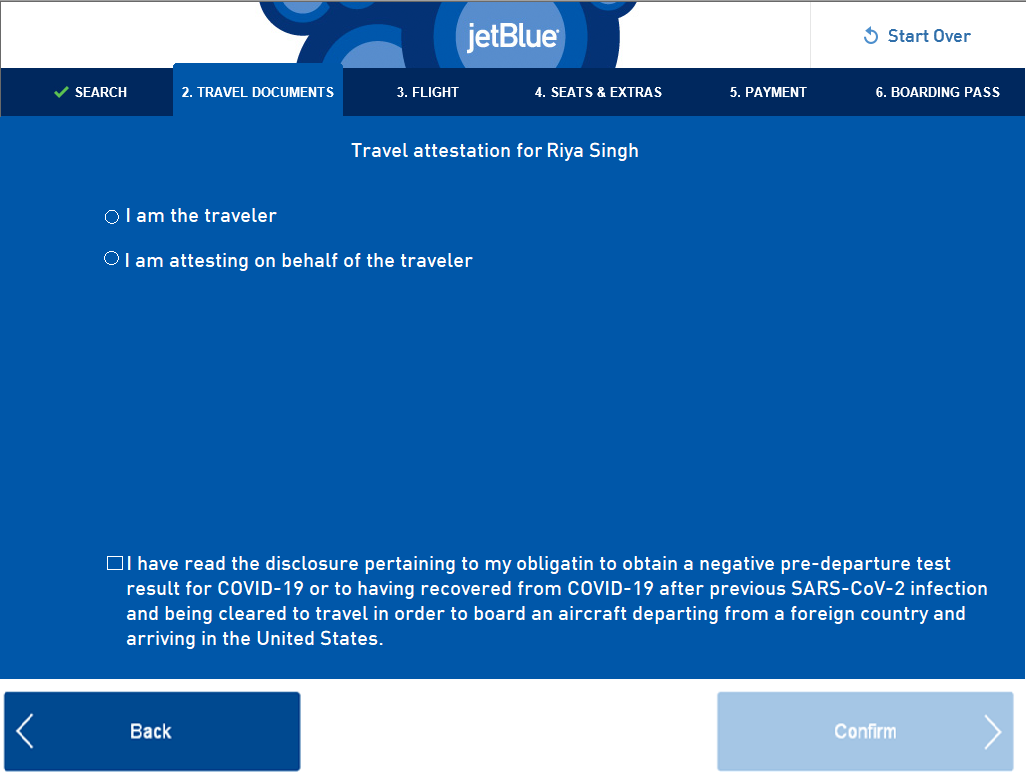 jetBlue
Start Over
SEARCH
2. TRAVEL DOCUMENTS
3. FLIGHT
4. SEATS & EXTRAS
5. PAYMENT
6. BOARDING PASS
Travel attestation for Riya Singh
I am the traveler
I am attesting on behalf of the traveler
I have read the disclosure pertaining to my obligatin to obtain a negative pre-departure test
result for COVID-19 or to having recovered from COVID-19 after previous SARS-CoV-2 infection
and being cleared to travel in order to board an aircraft departing from a foreign country and
arriving in the United States.
Back
Confirm